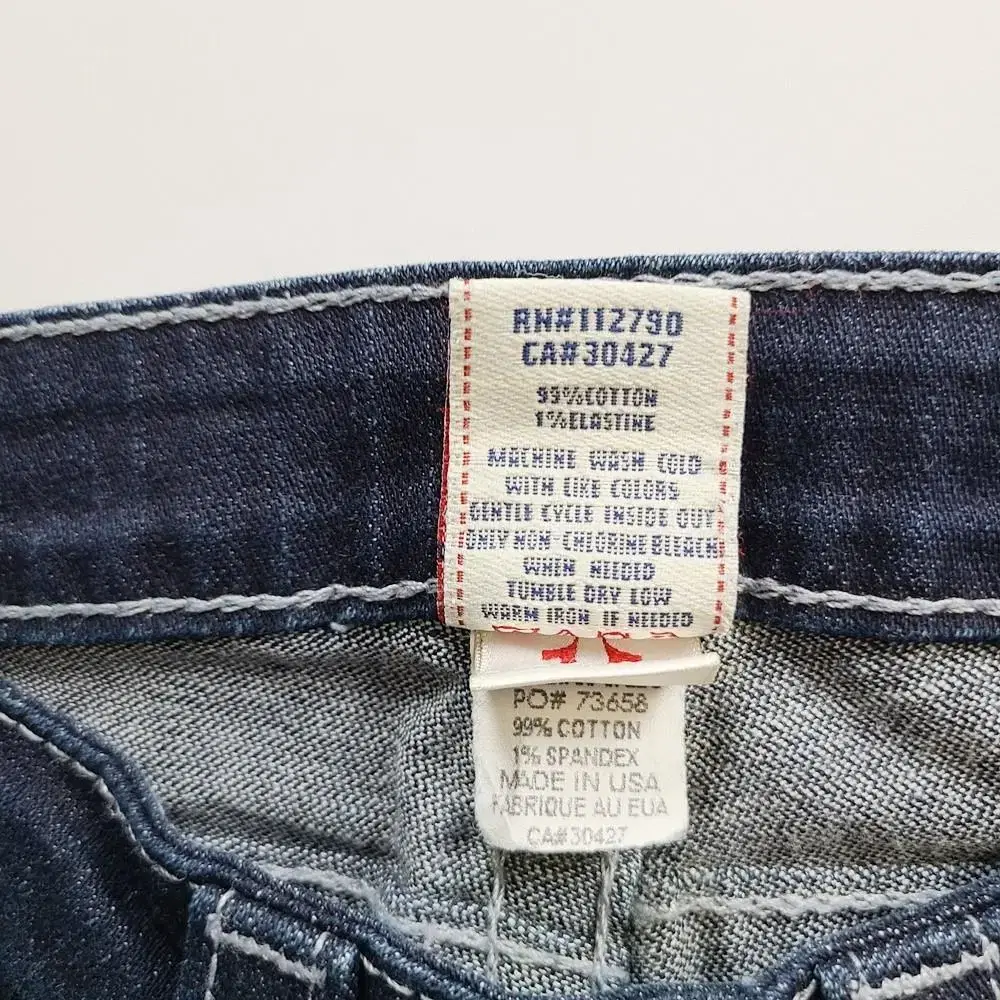 RN#112790
CA#30427
99%COTTON
1%ELASTINE
MACHINE WASH COLD
WITH LIKE COLORS
GENTLE CYCLE INSIDE OUT
ONLY NON-CHLORINE BLEACH
WHEN NEEDED
TUMBLE DRY LOW
WARM IRON IF NEEDED
PO# 73658
99% COTTON
1% SPANDEX
MADE IN USA
FABRIQUE AU EUA
CA#30427